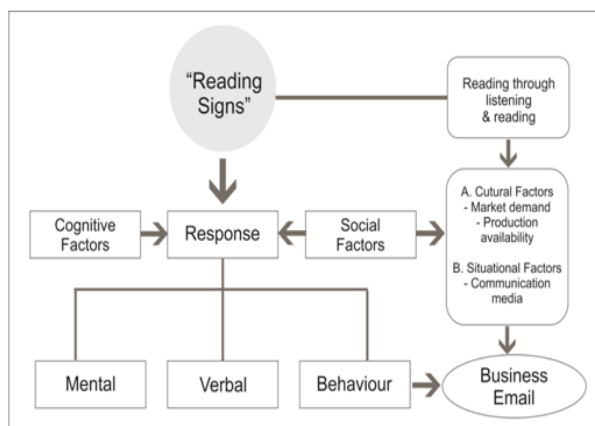 “Reading
Signs”
Reading through
listening
& reading
Cognitive
Factors
Response
Social
Factors
A. Cutural Factors
- Market demand
- Production
availability
B. Situational Factors
- Communication
media
Mental
Verbal
Behaviour
Business
Email